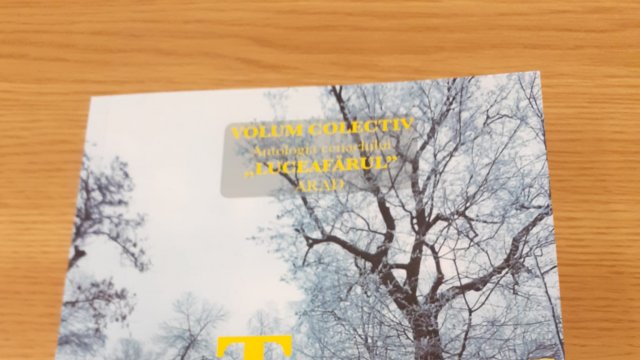 VOLUM COLECTIV
Antologia cenaclului
„LUCEAFĂRUL”
ARAD
T